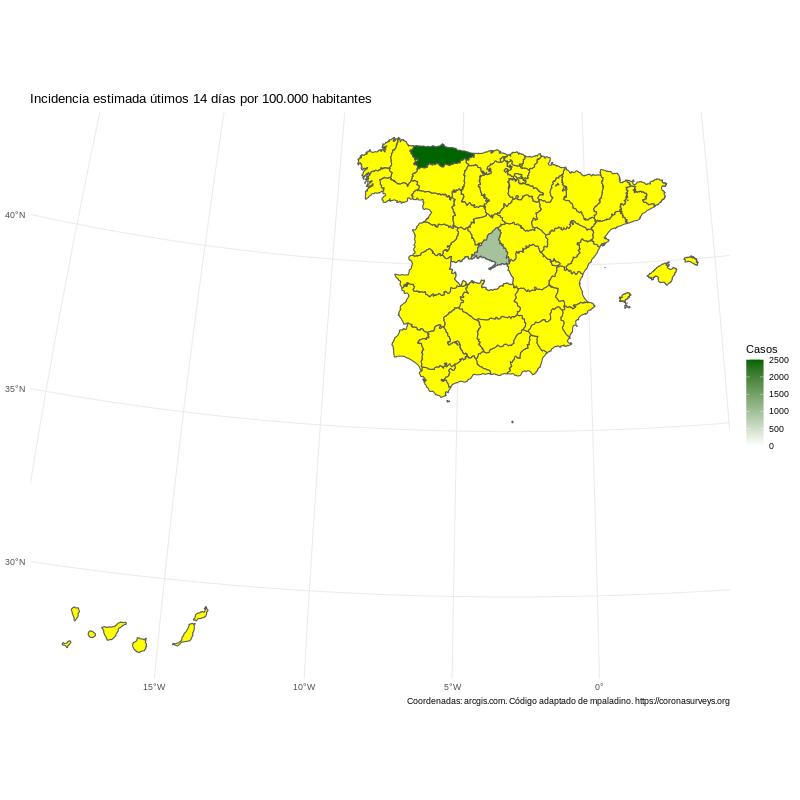 Incidencia estimada útimos 14 días por 100.000 habitantes
40°N
35°N
30°N
15°W
10°W
5°W
0°
Casos
2500
2000
1500
1000
500
0
Coordenadas: arcgis.com. Código adaptado de mpaladino. https://coronasurveys.org